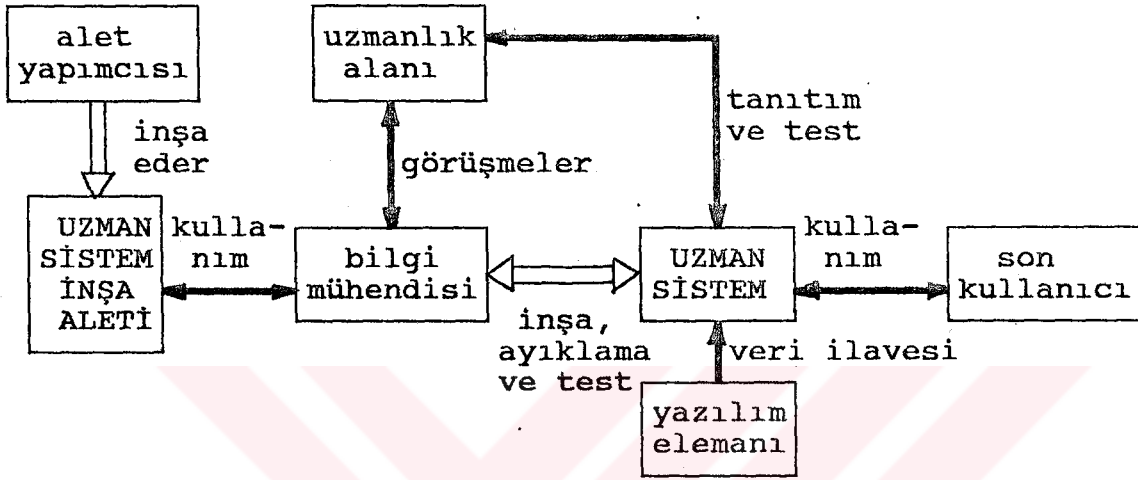 alet
yapımcısı
uzmanlık
alanı
tanıtım
ve test
inşa
eder
görüşmeler
UZMAN
SİSTEM
İNŞA
ALETİ
kulla-
nım
bilgi
mühendisi
inşa,
ayıklama
ve test
UZMAN
SİSTEM
kulla-
nım
son
kullanıcı
veri ilavesi
yazılım
elemanı